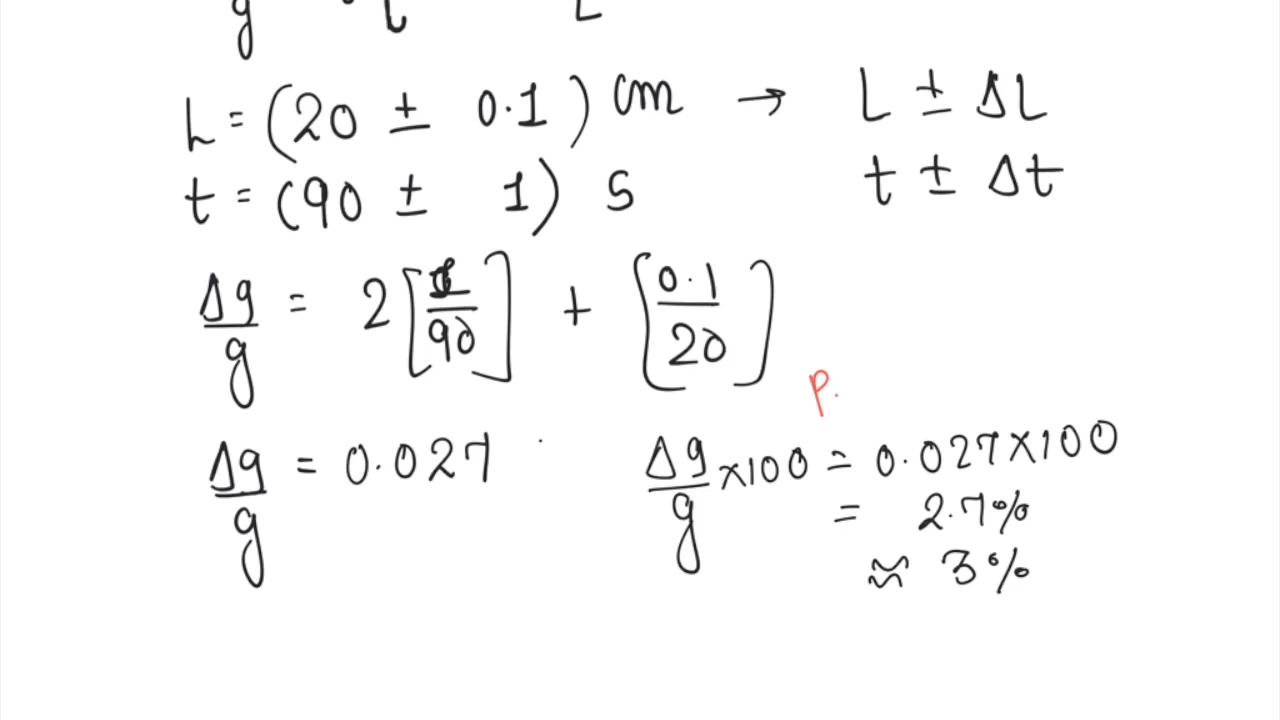 g t L
L = (20 ± 0.1) cm → L ± ΔL
t = (90 ± 1) s t ± Δt
Δg/g = 2[1/90] + [0.1/20]
P.
Δg/g = 0.027
Δg/g ×100 = 0.027×100
= 2.7%
≈ 3%